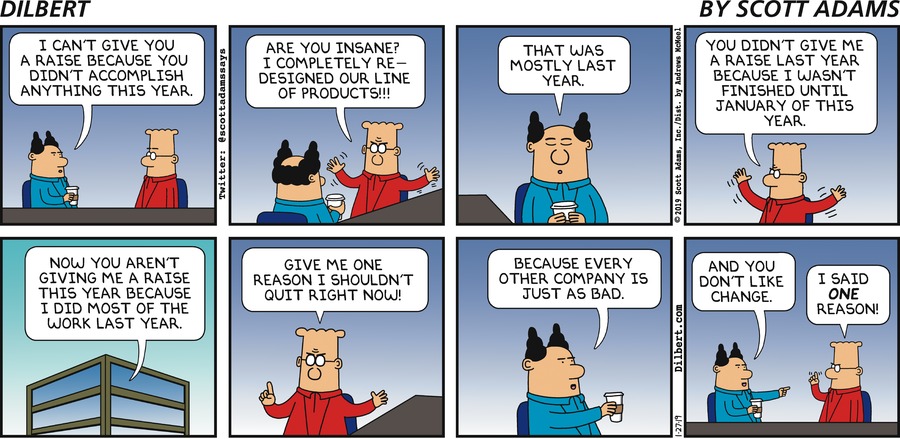 DILBERT
BY SCOTT ADAMS
I CAN'T GIVE YOU
A RAISE BECAUSE YOU
DIDN'T ACCOMPLISH
ANYTHING THIS YEAR.
Twitter: @scottadamssays
ARE YOU INSANE?
I COMPLETELY RE-
DESIGNED OUR LINE
OF PRODUCTS!!!
THAT WAS
MOSTLY LAST
YEAR.
©2019 Scott Adams, Inc./Dist. by Andrews McMeel
YOU DIDN'T GIVE ME
A RAISE LAST YEAR
BECAUSE I WASN'T
FINISHED UNTIL
JANUARY OF THIS
YEAR.
NOW YOU AREN'T
GIVING ME A RAISE
THIS YEAR BECAUSE
I DID MOST OF THE
WORK LAST YEAR.
GIVE ME ONE
REASON I SHOULDN'T
QUIT RIGHT NOW!
BECAUSE EVERY
OTHER COMPANY IS
JUST AS BAD.
Dilbert.com
1-27-19
AND YOU
DON'T LIKE
CHANGE.
I SAID
ONE
REASON!